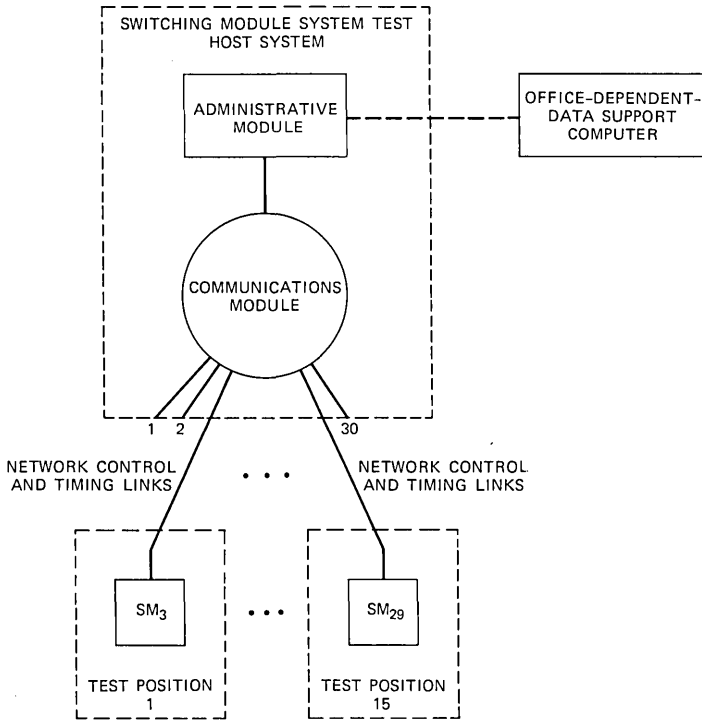 SWITCHING MODULE SYSTEM TEST
HOST SYSTEM
ADMINISTRATIVE
MODULE
OFFICE-DEPENDENT-
DATA SUPPORT
COMPUTER
COMMUNICATIONS
MODULE
1
2
30
NETWORK CONTROL
AND TIMING LINKS
NETWORK CONTROL
AND TIMING LINKS
SM3
SM29
TEST POSITION
1
TEST POSITION
15